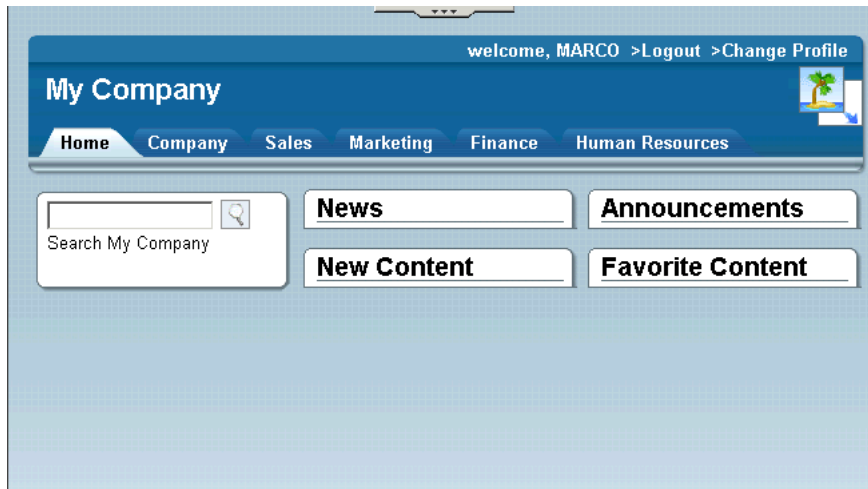 welcome, MARCO >Logout >Change Profile
My Company
Home Company Sales Marketing Finance Human Resources
Search My Company
News
Announcements
New Content
Favorite Content